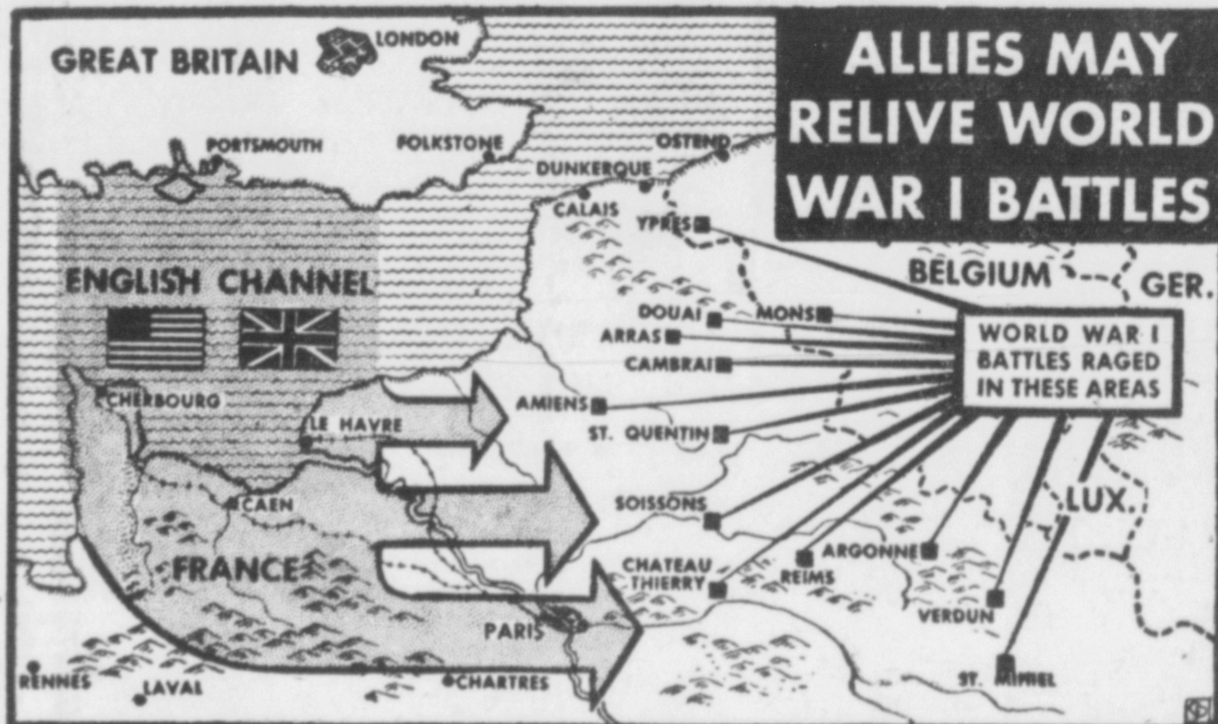 ALLIES MAY
RELIVE WORLD
WAR I BATTLES
GREAT BRITAIN
LONDON
PORTSMOUTH
FOLKSTONE
OSTEND
DUNKERQUE
CALAIS
YPRES
ENGLISH CHANNEL
BELGIUM
GER.
DOUAI
MONS
ARRAS
CAMBRAI
WORLD WAR I
BATTLES RAGED
IN THESE AREAS
CHERBOURG
LE HAVRE
AMIENS
ST. QUENTIN
CAEN
SOISSONS
LUX.
FRANCE
CHATEAU
THIERRY
REIMS
ARGONNE
VERDUN
PARIS
RENNES
LAVAL
CHARTRES
ST. MIHIEL